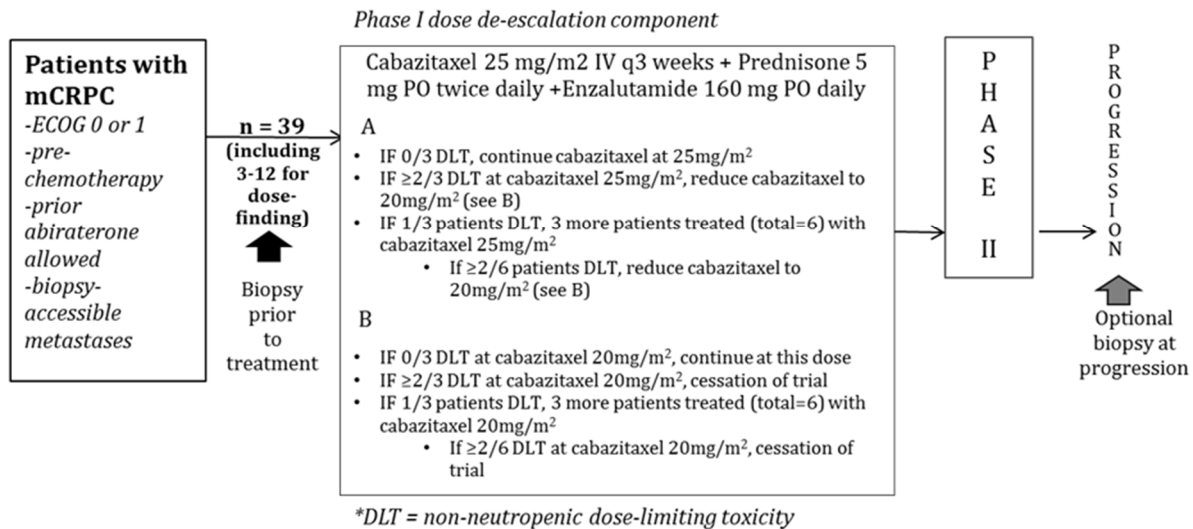 Phase I dose de-escalation component
Patients with
mCRPC
-ECOG 0 or 1
-pre-
chemotherapy
-prior
abiraterone
allowed
-biopsy-
accessible
metastases
n = 39
(including
3-12 for
dose-
finding)
Biopsy
prior
to
treatment
Cabazitaxel 25 mg/m2 IV q3 weeks + Prednisone 5
mg PO twice daily +Enzalutamide 160 mg PO daily
A
• IF 0/3 DLT, continue cabazitaxel at 25mg/m²
• IF ≥2/3 DLT at cabazitaxel 25mg/m², reduce cabazitaxel to
20mg/m² (see B)
• IF 1/3 patients DLT, 3 more patients treated (total=6) with
cabazitaxel 25mg/m²
• If ≥2/6 patients DLT, reduce cabazitaxel to
20mg/m² (see B)
B
• IF 0/3 DLT at cabazitaxel 20mg/m², continue at this dose
• IF ≥2/3 DLT at cabazitaxel 20mg/m², cessation of trial
• IF 1/3 patients DLT, 3 more patients treated (total=6) with
cabazitaxel 20mg/m²
• If ≥2/6 DLT at cabazitaxel 20mg/m², cessation of
trial
*DLT = non-neutropenic dose-limiting toxicity
PHASE II
PROGRESSION
Optional
biopsy at
progression